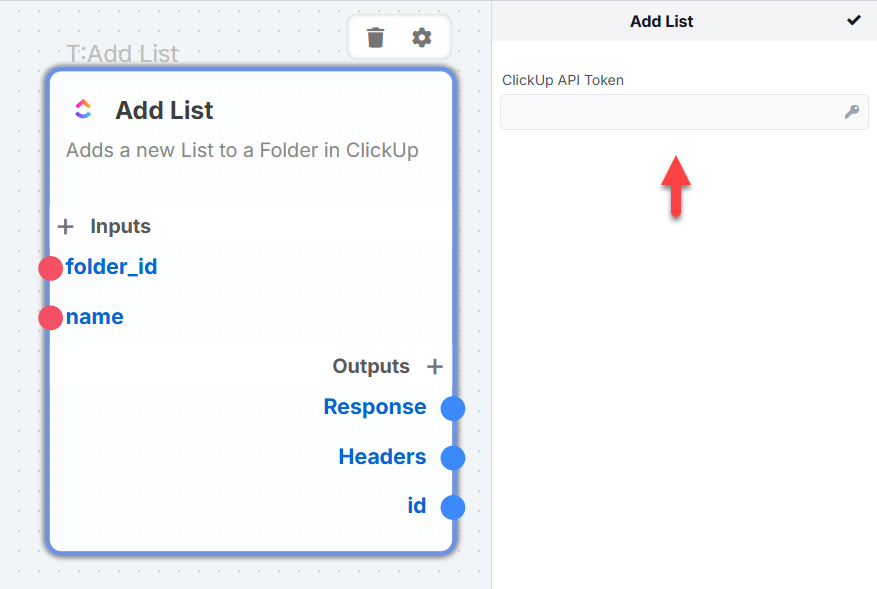 T:Add List
Add List
Adds a new List to a Folder in ClickUp
Inputs
folder_id
name
Outputs
Response
Headers
id
Add List
ClickUp API Token